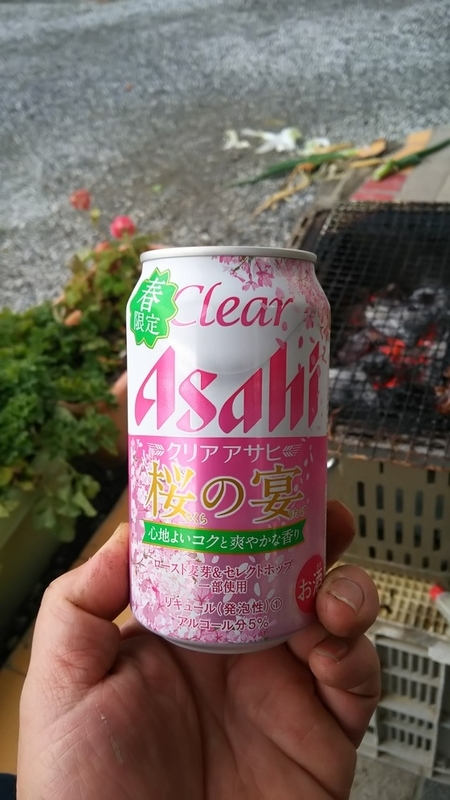 春
限定
Clear
Asahi
クリア アサヒ
桜の宴
心地よいコクと爽やかな香り
ロースト麦芽&セレクトホップ
一部使用
リキュール(発泡性)①
アルコール分5%
お酒